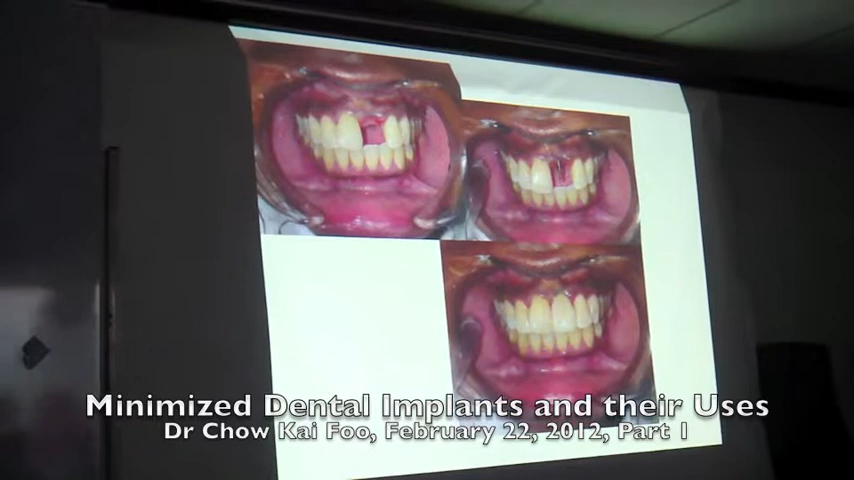 Minimized Dental Implants and their Uses
Dr Chow Kai Foo, February 22, 2012, Part 1